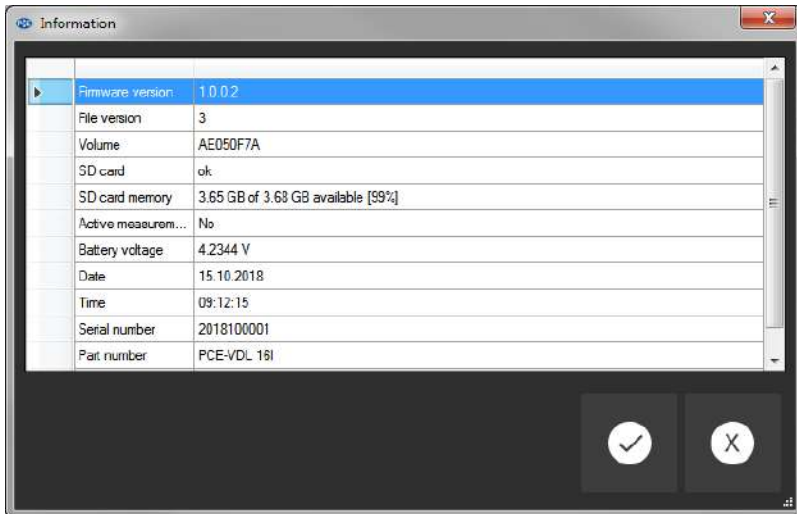 Information
Firmware version 1.0.0.2
File version 3
Volume AE050F7A
SD card ok
SD card memory 3.65 GB of 3.68 GB available [99%]
Active measurem... No
Battery voltage 4.2344 V
Date 15.10.2018
Time 09:12:15
Serial number 2018100001
Part number PCE-VDL 16I
X